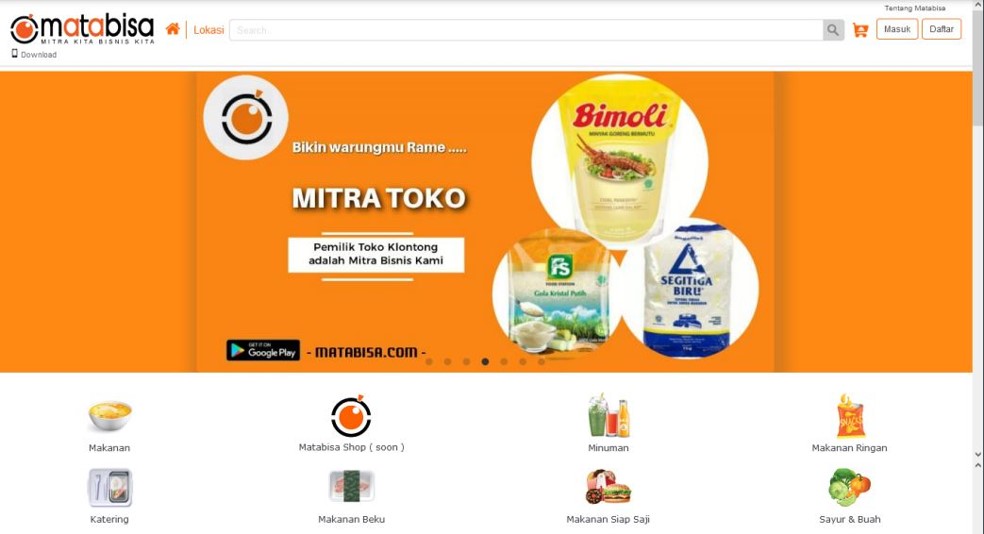 Tentang Matabisa
matabisa
MITRA KITA BISNIS KITA
Lokasi
Search...
Masuk
Daftar
Download
Bikin warungmu Rame .....
MITRA TOKO
Pemilik Toko Klontong
adalah Mitra Bisnis Kami
GET IT ON
Google Play
- MATABISA.COM -
Bimoli
MINYAK GORENG BERMUTU
FS
FOOD STATION
Gula Kristal Putih
SEGITIGA
BIRU
Makanan
Matabisa Shop ( soon )
Minuman
Makanan Ringan
Katering
Makanan Beku
Makanan Siap Saji
Sayur & Buah